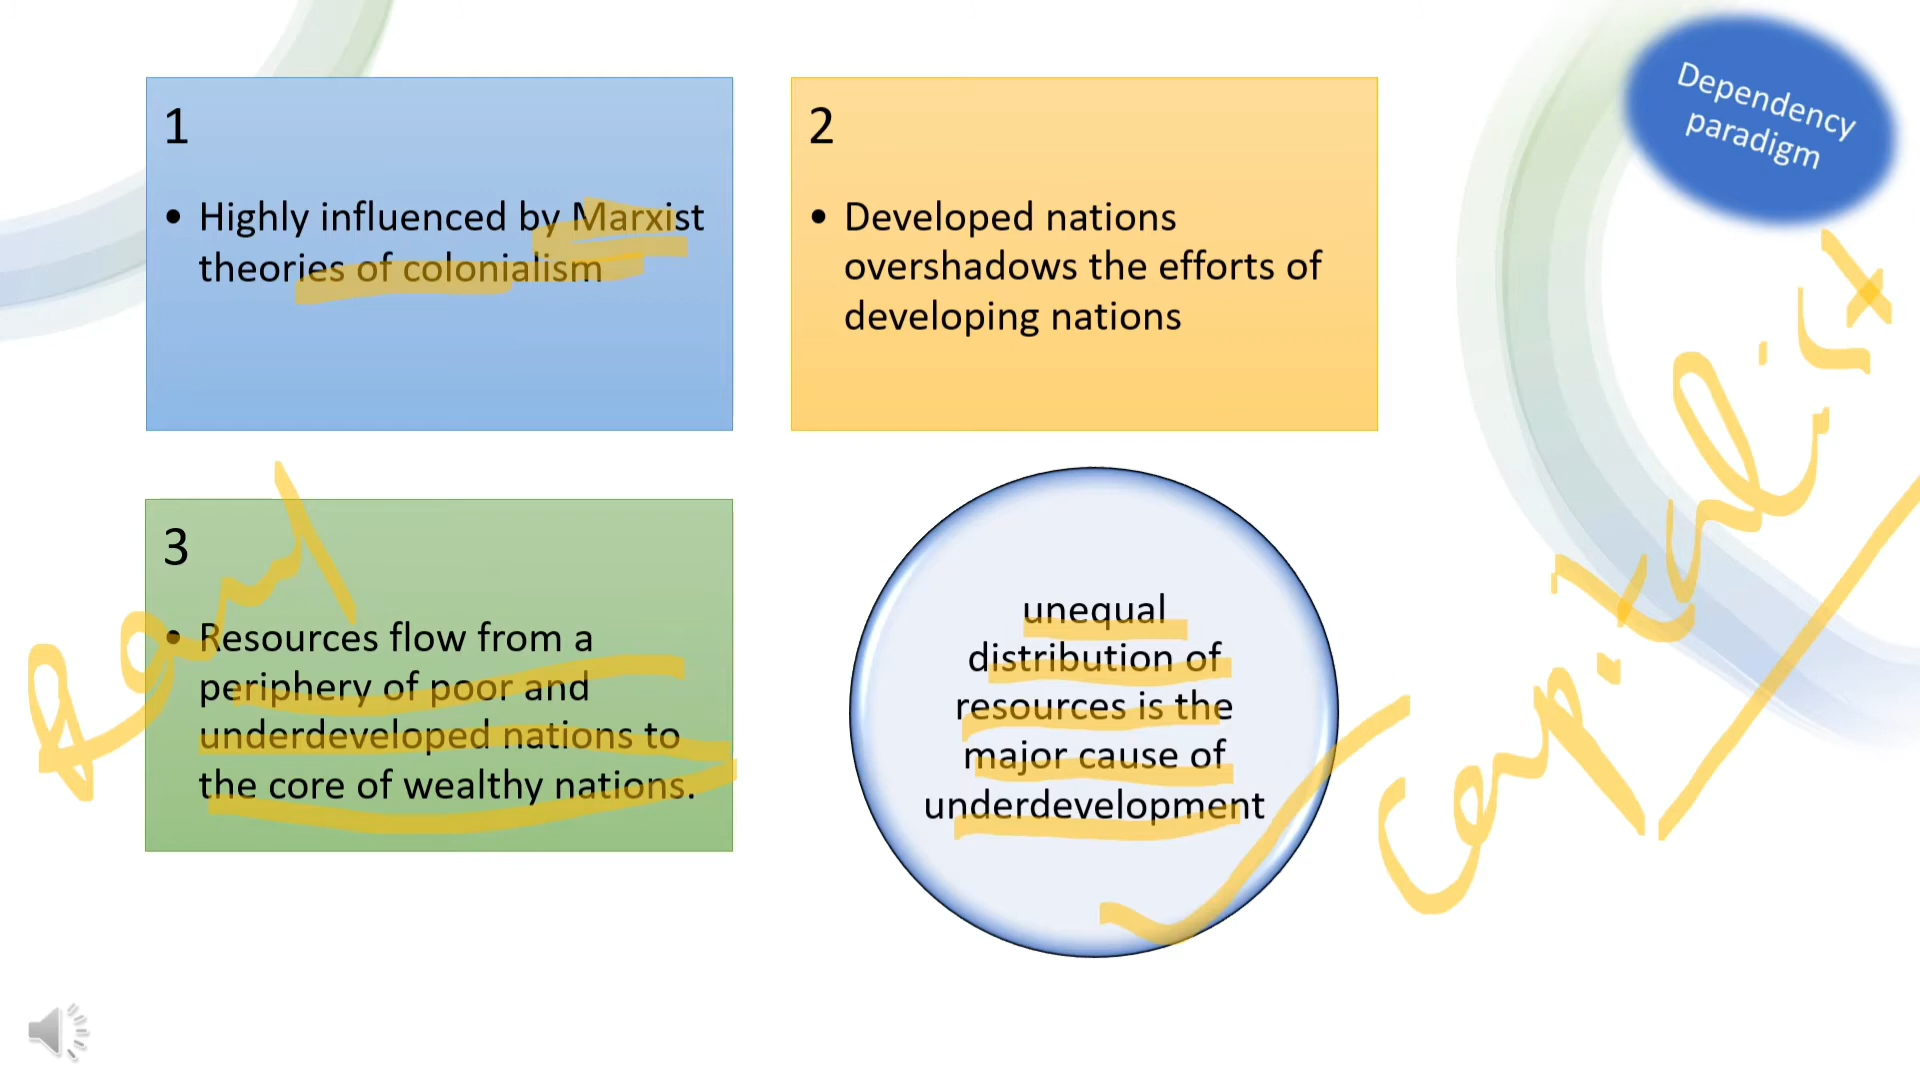 Dependency
paradigm
1
• Highly influenced by Marxist
theories of colonialism
2
• Developed nations
overshadows the efforts of
developing nations
3
• Resources flow from a
periphery of poor and
underdeveloped nations to
the core of wealthy nations.
unequal
distribution of
resources is the
major cause of
underdevelopment
Capitalist